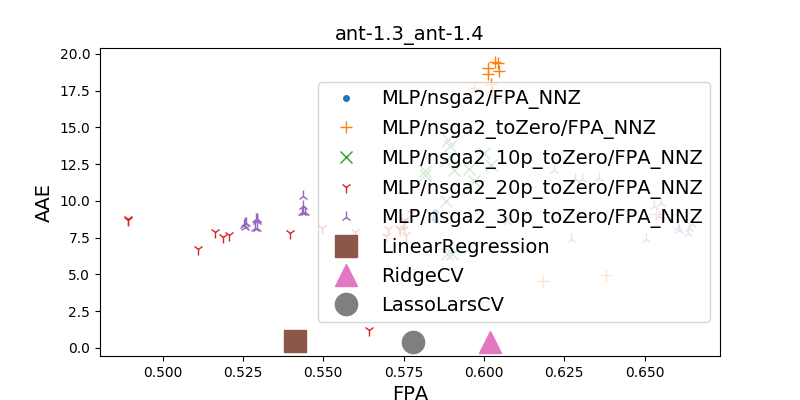 ant-1.3_ant-1.4
20.0
17.5
15.0
12.5
10.0
7.5
5.0
2.5
0.0
AAE
MLP/nsga2/FPA_NNZ
MLP/nsga2_toZero/FPA_NNZ
MLP/nsga2_10p_toZero/FPA_NNZ
MLP/nsga2_20p_toZero/FPA_NNZ
MLP/nsga2_30p_toZero/FPA_NNZ
LinearRegression
RidgeCV
LassoLarsCV
0.500 0.525 0.550 0.575 0.600 0.625 0.650
FPA